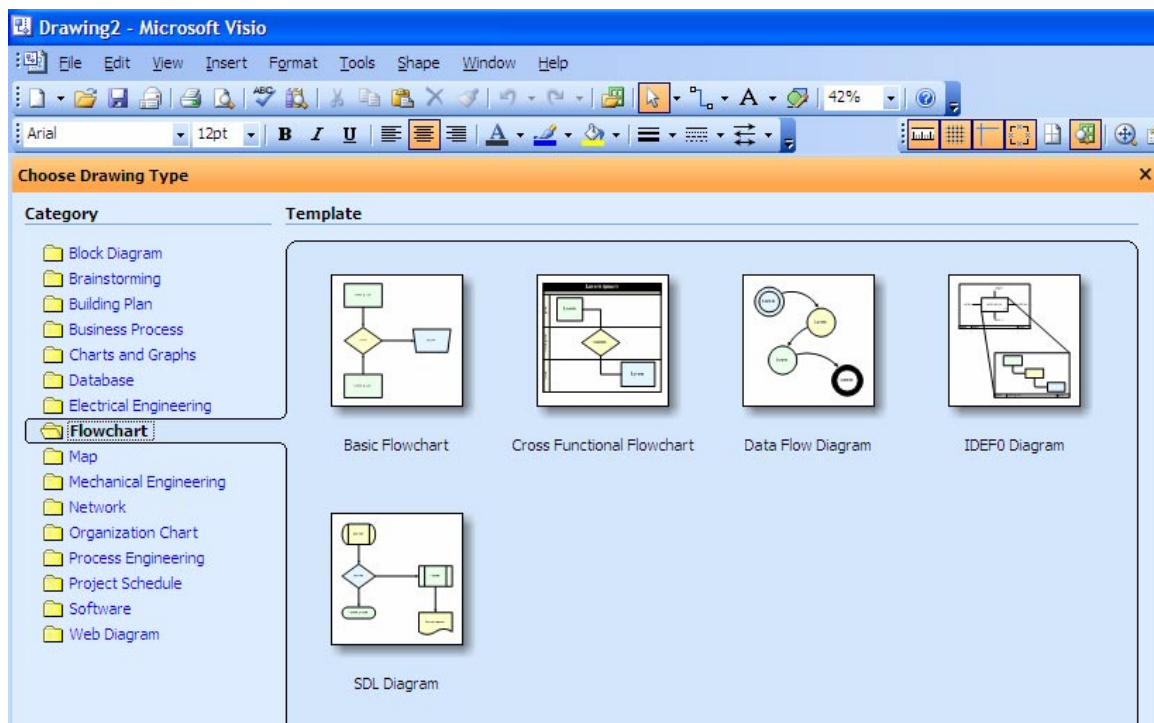 Drawing2 - Microsoft Visio
File Edit View Insert Format Tools Shape Window Help
ABC A 42%
Arial 12pt B I U A
Choose Drawing Type
Category
Block Diagram
Brainstorming
Building Plan
Business Process
Charts and Graphs
Database
Electrical Engineering
Flowchart
Map
Mechanical Engineering
Network
Organization Chart
Process Engineering
Project Schedule
Software
Web Diagram
Template
Basic Flowchart
Cross Functional Flowchart
Data Flow Diagram
IDEF0 Diagram
SDL Diagram